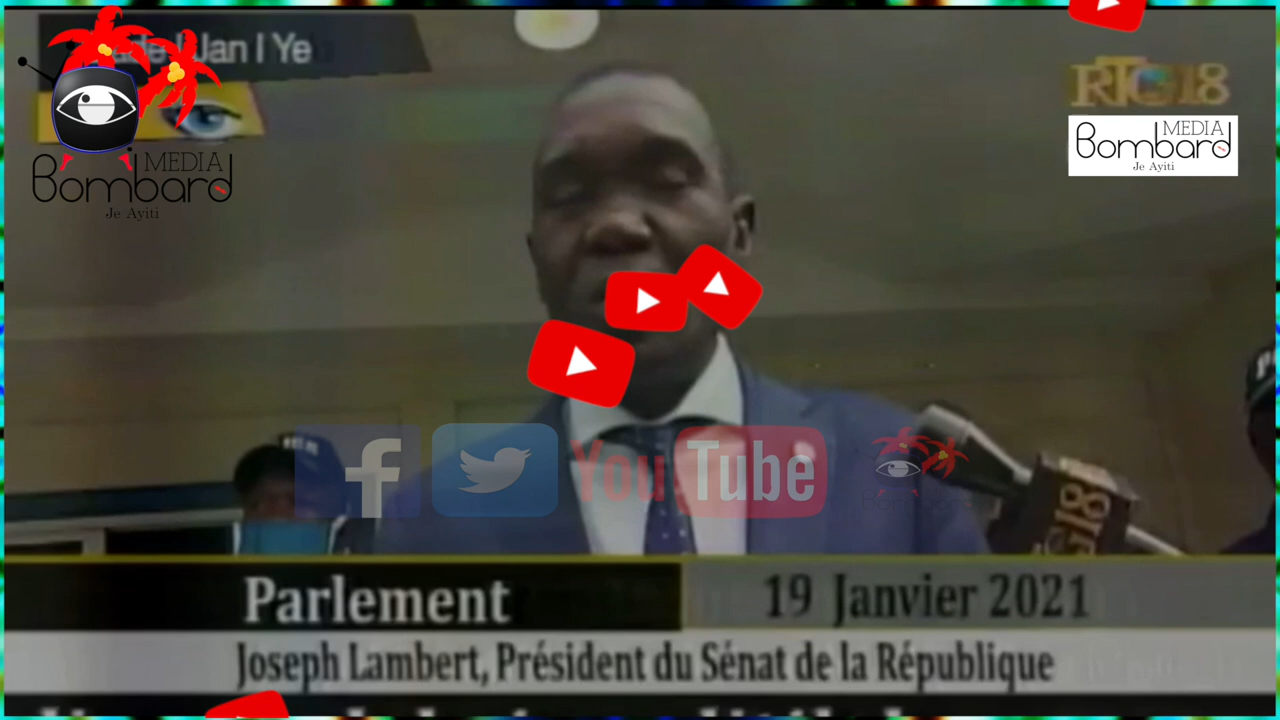 Jan I Ye
RTG18
MEDIA
Bombard
Je Ayiti
MEDIA
Bombard
Je Ayiti
f
YouTube
G18
Parlement
19 Janvier 2021
Joseph Lambert, Président du Sénat de la République